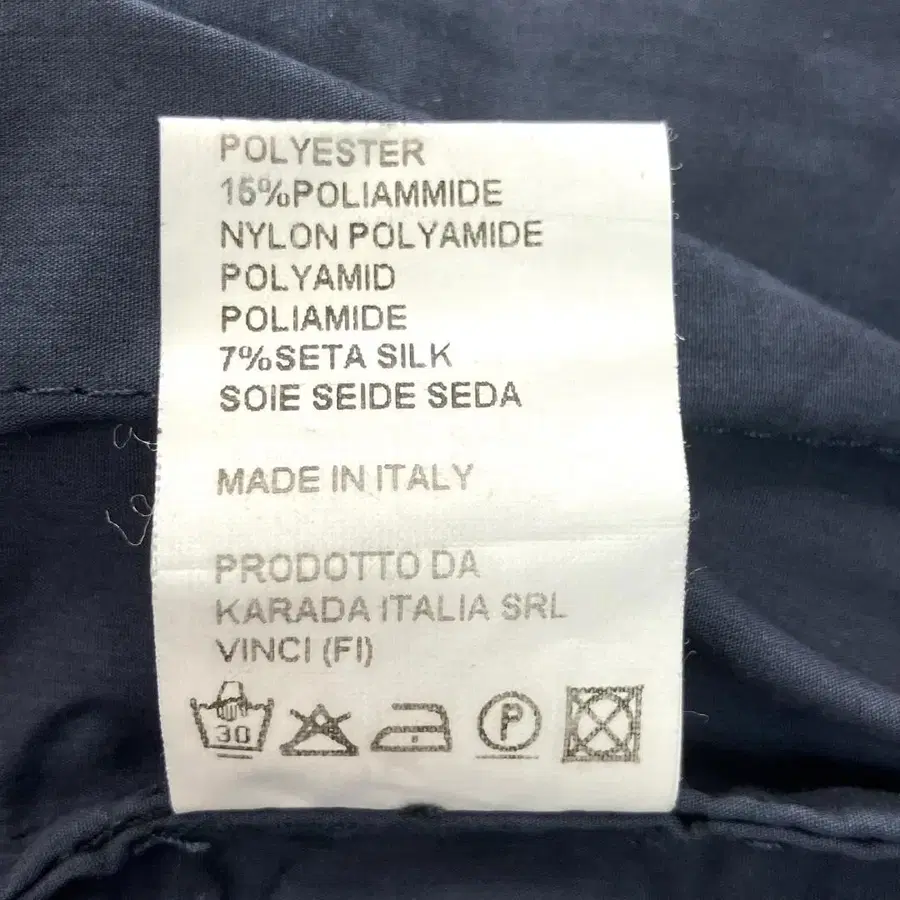 POLYESTER
15%POLIAMMIDE
NYLON POLYAMIDE
POLYAMID
POLIAMIDE
7%SETA SILK
SOIE SEIDE SEDA
MADE IN ITALY
PRODOTTO DA
KARADA ITALIA SRL
VINCI (FI)
30 P